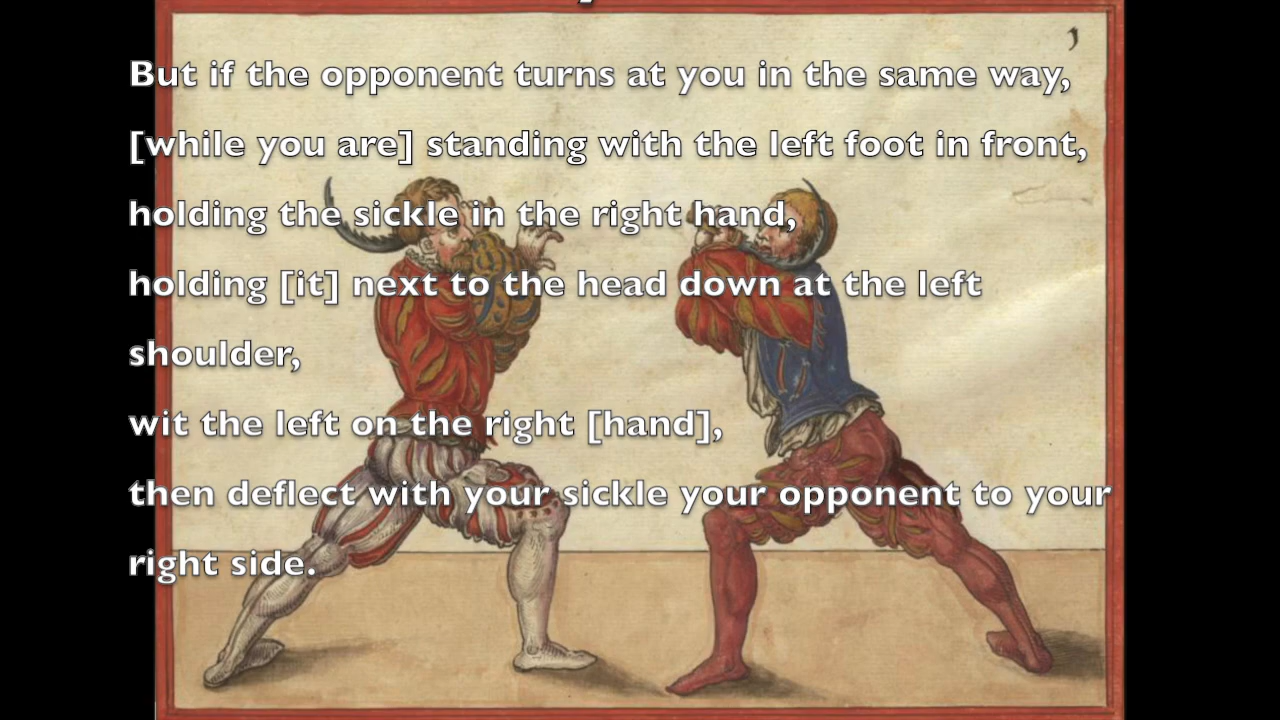 But if the opponent turns at you in the same way,
[while you are] standing with the left foot in front,
holding the sickle in the right hand,
holding [it] next to the head down at the left
shoulder,
wit the left on the right [hand],
then deflect with your sickle your opponent to your
right side.